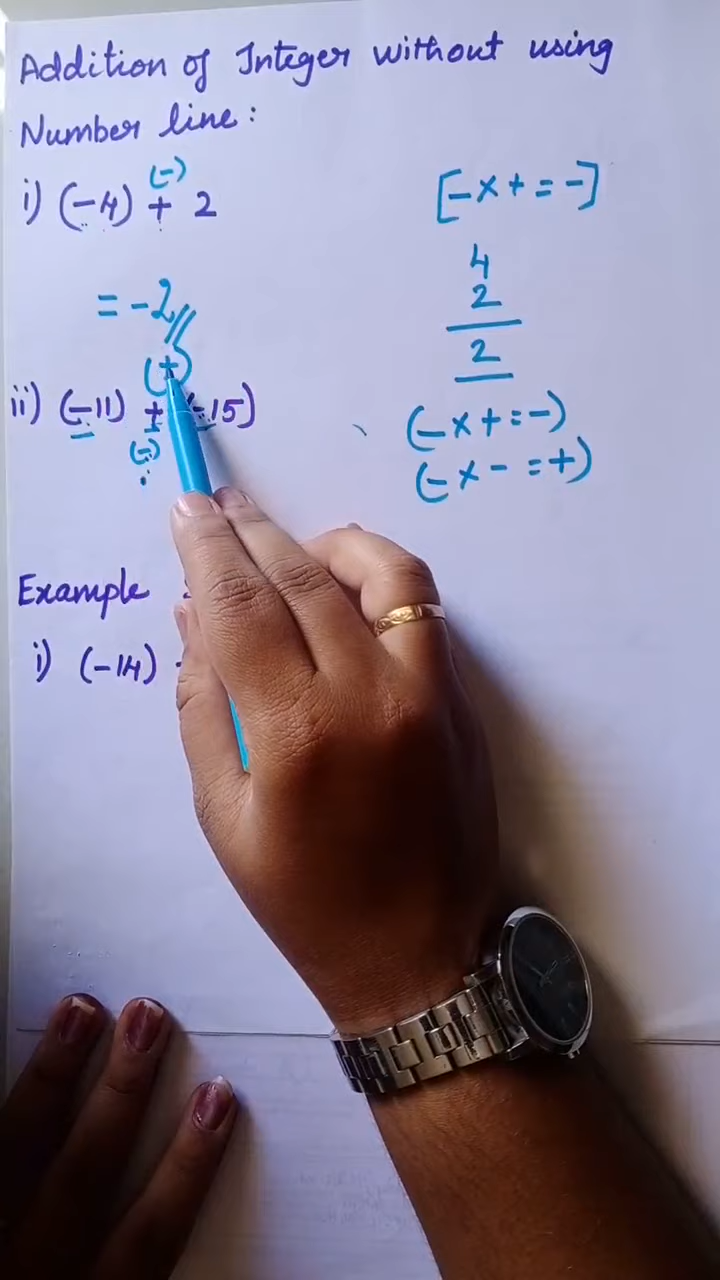 Addition of Integer without using
Number line:
(-)
i) (-4) + 2
[- x + = -]
4
2
2
= -2
(+)
ii) (-11) + (-15)
(-)
(- x + = -)
(- x - = +)
Example
i) (-14)